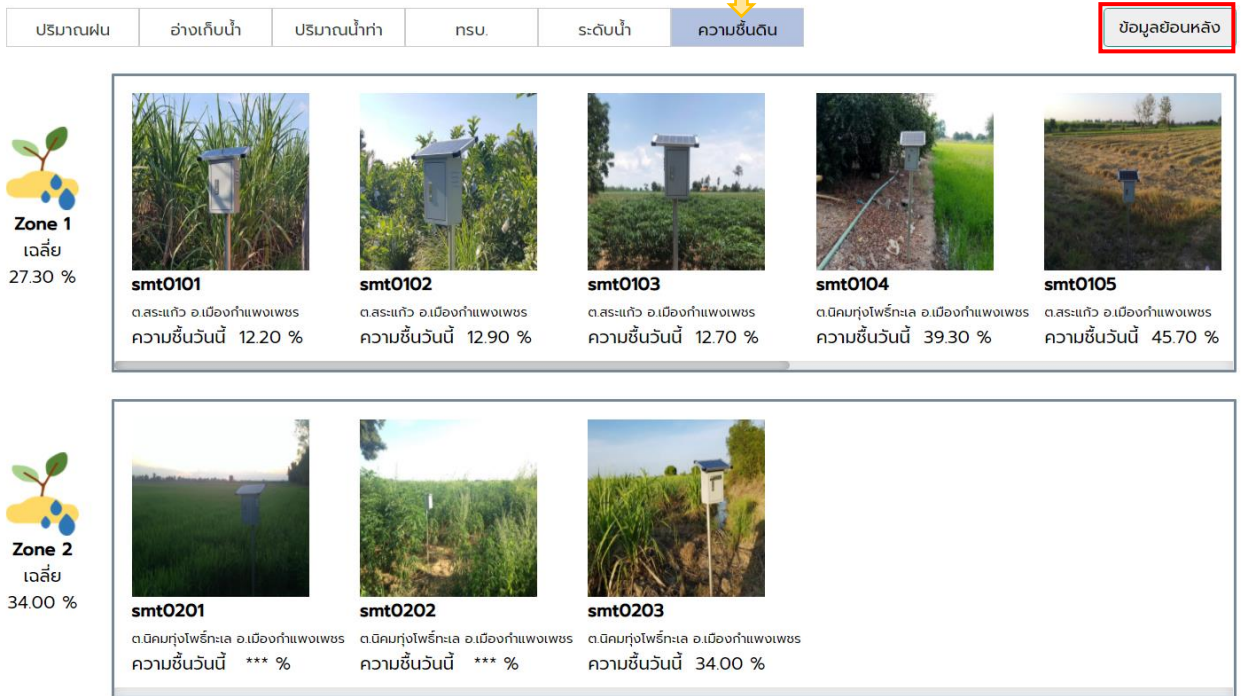 ปริมาณฝน อ่างเก็บน้ำ ปริมาณน้ำท่า ทรบ. ระดับน้ำ ความชื้นดิน ข้อมูลย้อนหลัง
Zone 1
เฉลี่ย
27.30 %
smt0101 smt0102 smt0103 smt0104 smt0105
ต.สระแก้ว อ.เมืองกำแพงเพชร ต.สระแก้ว อ.เมืองกำแพงเพชร ต.สระแก้ว อ.เมืองกำแพงเพชร ต.นิคมทุ่งโพธิ์ทะเล อ.เมืองกำแพงเพชร ต.สระแก้ว อ.เมืองกำแพงเพชร
ความชื้นวันนี้ 12.20 % ความชื้นวันนี้ 12.90 % ความชื้นวันนี้ 12.70 % ความชื้นวันนี้ 39.30 % ความชื้นวันนี้ 45.70 %
Zone 2
เฉลี่ย
34.00 %
smt0201 smt0202 smt0203
ต.นิคมทุ่งโพธิ์ทะเล อ.เมืองกำแพงเพชร ต.นิคมทุ่งโพธิ์ทะเล อ.เมืองกำแพงเพชร ต.นิคมทุ่งโพธิ์ทะเล อ.เมืองกำแพงเพชร
ความชื้นวันนี้ *** % ความชื้นวันนี้ *** % ความชื้นวันนี้ 34.00 %